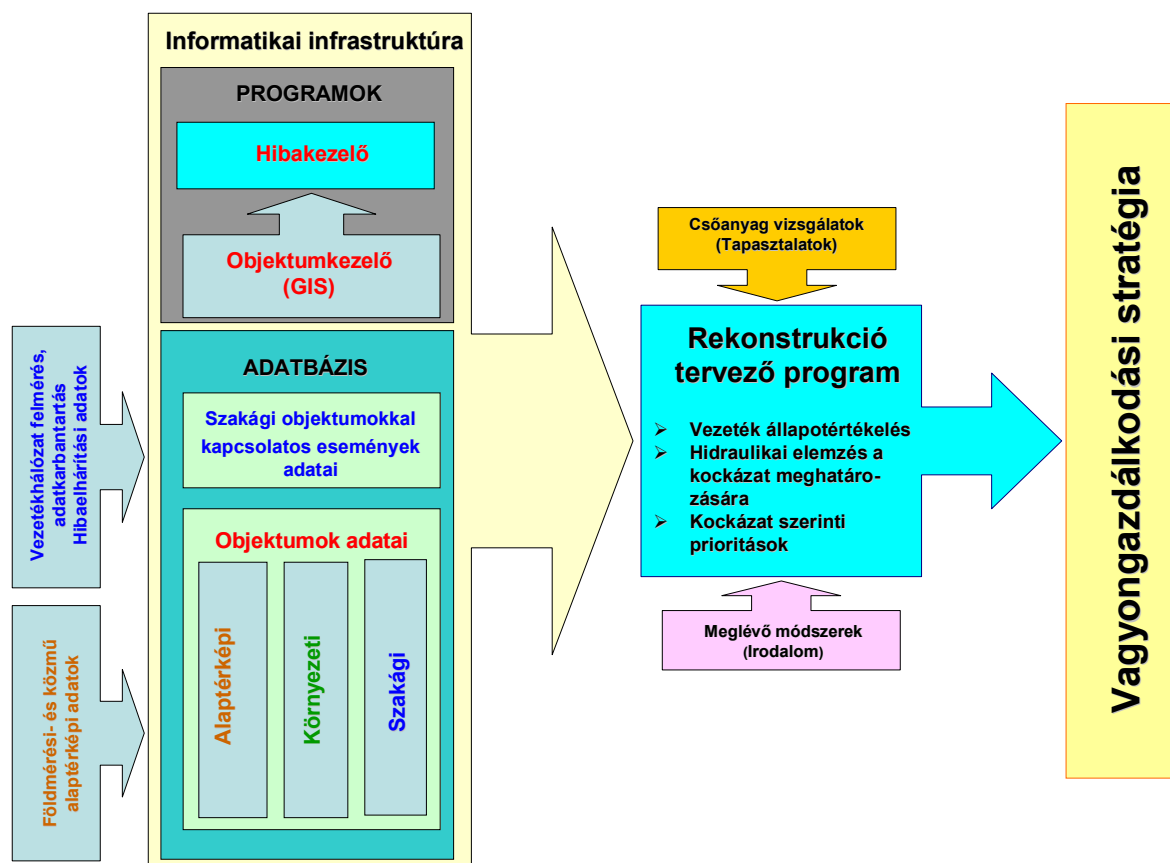 Informatikai infrastruktúra
PROGRAMOK
Hibakezelő
Objektumkezelő
(GIS)
Vezetékhálózat felmérés,
adatkarbantartás
Hibaelhárítási adatok
Földmérési- és közmű
alaptérképi adatok
ADATBÁZIS
Szakági objektumokkal
kapcsolatos események
adatai
Objektumok adatai
Alaptérképi
Környezeti
Szakági
Csőanyag vizsgálatok
(Tapasztalatok)
Rekonstrukció
tervező program
➢ Vezeték állapotértékelés
➢ Hidraulikai elemzés a
kockázat meghatáro-
zására
➢ Kockázat szerinti
prioritások
Meglévő módszerek
(Irodalom)
Vagyongazdálkodási stratégia